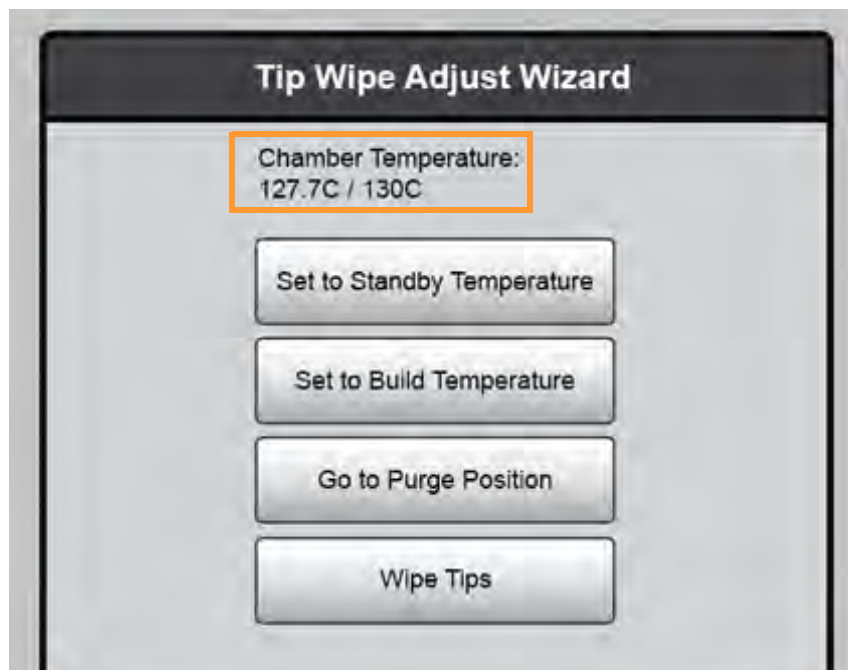 Tip Wipe Adjust Wizard
Chamber Temperature:
127.7C / 130C
Set to Standby Temperature
Set to Build Temperature
Go to Purge Position
Wipe Tips